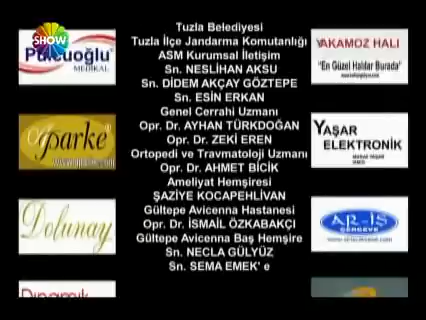 SHOW
Pulcuoğlu
MEDİKAL
parke
Dolunay
Dinamik
Tuzla Belediyesi
Tuzla İlçe Jandarma Komutanlığı
ASM Kurumsal İletişim
Sn. NESLİHAN AKSU
Sn. DİDEM AKÇAY GÖZTEPE
Sn. ESİN ERKAN
Genel Cerrahi Uzmanı
Opr. Dr. AYHAN TÜRKDOĞAN
Opr. Dr. ZEKİ EREN
Ortopedi ve Travmatoloji Uzmanı
Opr. Dr. AHMET BİCİK
Ameliyat Hemşiresi
ŞAZİYE KOCAPEHLİVAN
Gültepe Avicenna Hastanesi
Opr. Dr. İSMAİL ÖZKABAKÇI
Gültepe Avicenna Baş Hemşire
Sn. NECLA GÜLYÜZ
Sn. SEMA EMEK' e
YAKAMOZ HALI
"En Güzel Halılar Burada"
YAŞAR
ELEKTRONİK
AR-İŞ
ÇERÇEVE